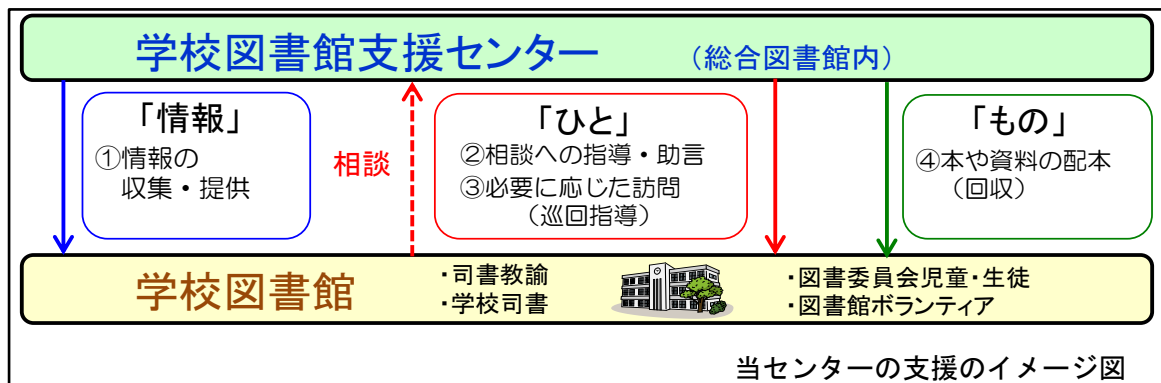 学校図書館支援センター (総合図書館内)
「情報」
①情報の
収集・提供
相談
「ひと」
②相談への指導・助言
③必要に応じた訪問
(巡回指導)
「もの」
④本や資料の配本
(回収)
学校図書館
・司書教諭
・学校司書
・図書委員会児童・生徒
・図書館ボランティア
当センターの支援のイメージ図